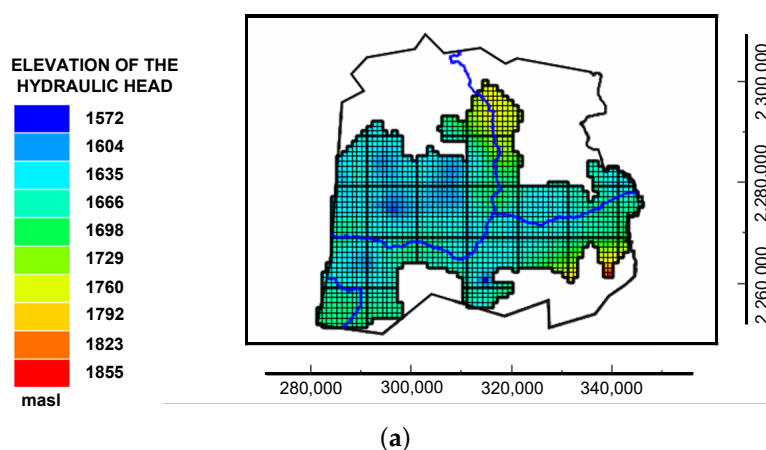 ELEVATION OF THE
HYDRAULIC HEAD
1572
1604
1635
1666
1698
1729
1760
1792
1823
1855
masl
2 300 000
2 280 000
2 260 000
280,000 300,000 320,000 340,000
(a)